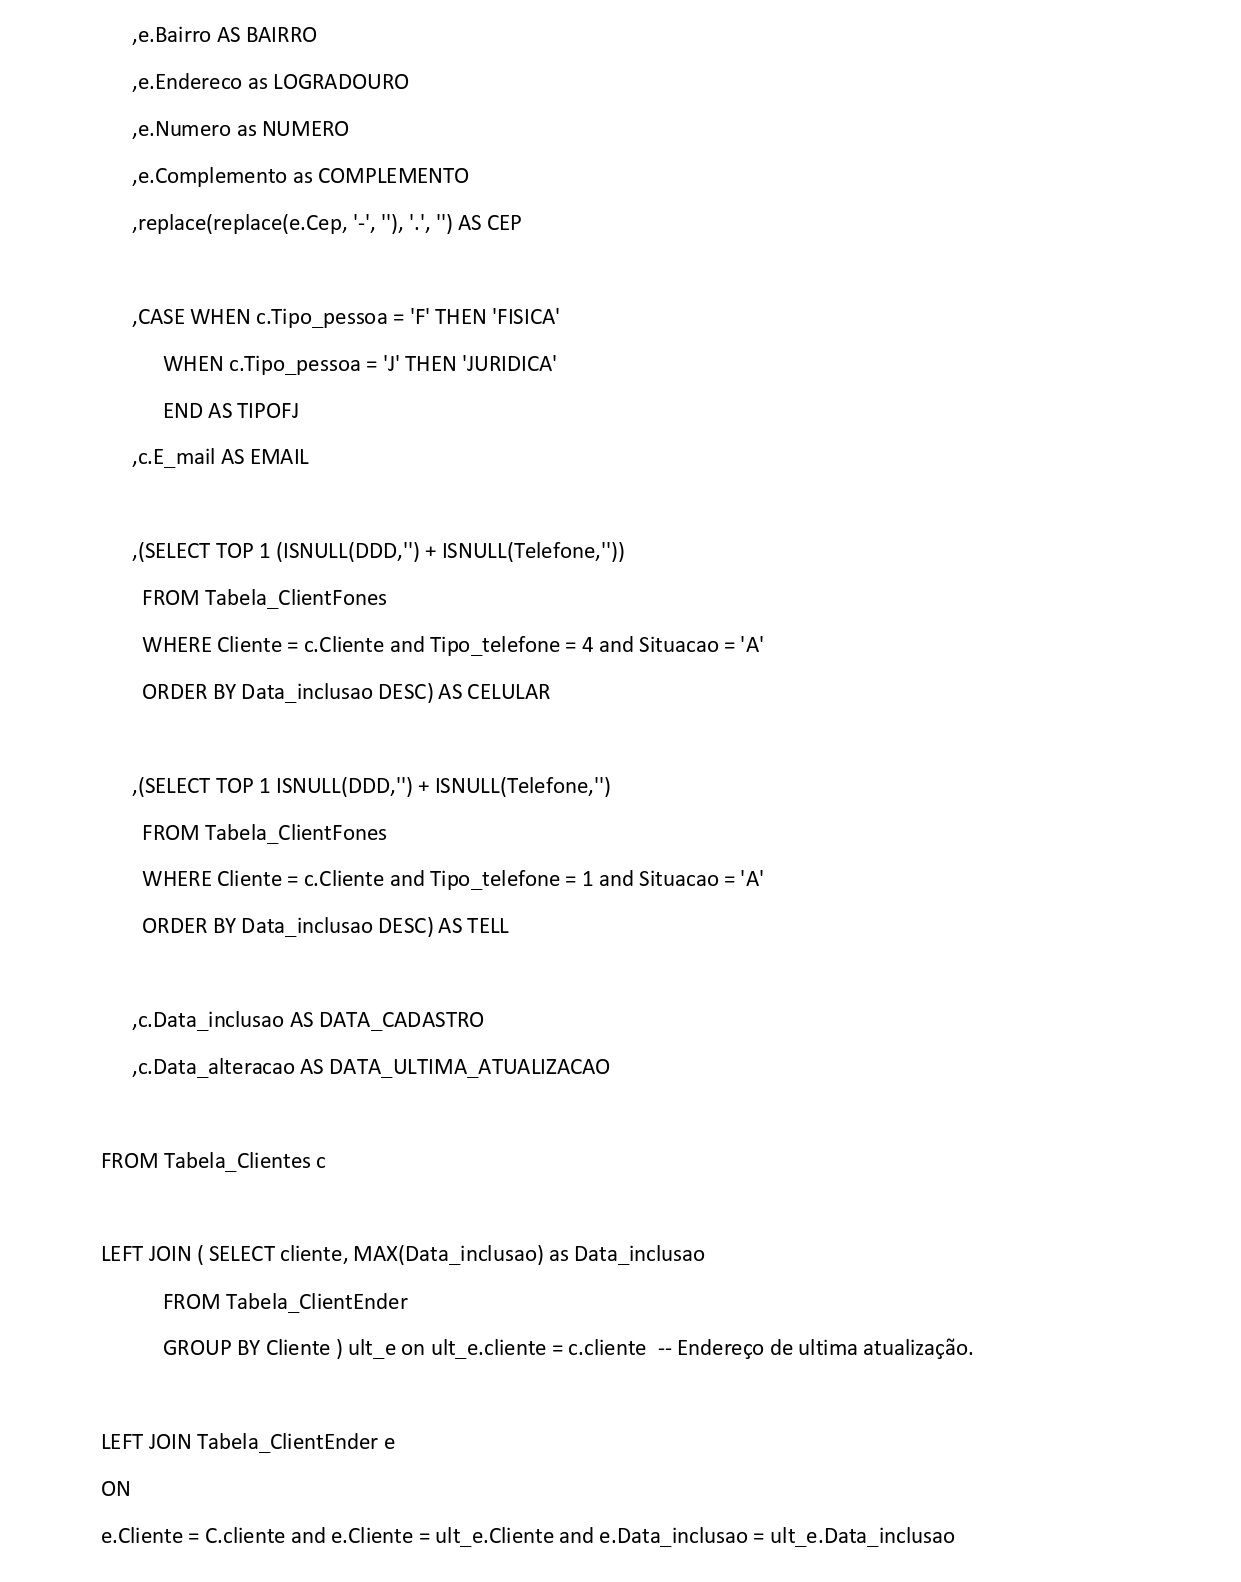 ,e.Bairro AS BAIRRO
,e.Endereco as LOGRADOURO
,e.Numero as NUMERO
,e.Complemento as COMPLEMENTO
,replace(replace(e.Cep, '-', ''), '.', '') AS CEP
,CASE WHEN c.Tipo_pessoa = 'F' THEN 'FISICA'
WHEN c.Tipo_pessoa = 'J' THEN 'JURIDICA'
END AS TIPOFJ
,c.E_mail AS EMAIL
,(SELECT TOP 1 (ISNULL(DDD,'') + ISNULL(Telefone,''))
FROM Tabela_ClientFones
WHERE Cliente = c.Cliente and Tipo_telefone = 4 and Situacao = 'A'
ORDER BY Data_inclusao DESC) AS CELULAR
,(SELECT TOP 1 ISNULL(DDD,'') + ISNULL(Telefone,'')
FROM Tabela_ClientFones
WHERE Cliente = c.Cliente and Tipo_telefone = 1 and Situacao = 'A'
ORDER BY Data_inclusao DESC) AS TELL
,c.Data_inclusao AS DATA_CADASTRO
,c.Data_alteracao AS DATA_ULTIMA_ATUALIZACAO
FROM Tabela_Clientes c
LEFT JOIN ( SELECT cliente, MAX(Data_inclusao) as Data_inclusao
FROM Tabela_ClientEnder
GROUP BY Cliente ) ult_e on ult_e.cliente = c.cliente  -- Endereço de ultima atualização.
LEFT JOIN Tabela_ClientEnder e
ON
e.Cliente = C.cliente and e.Cliente = ult_e.Cliente and e.Data_inclusao = ult_e.Data_inclusao